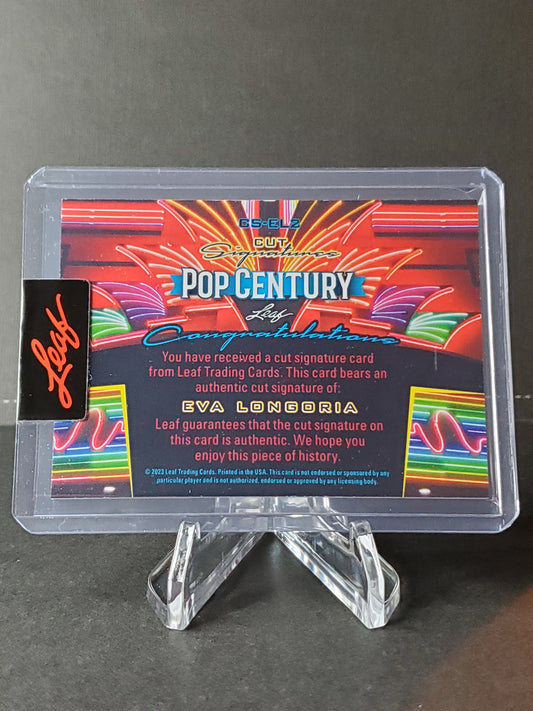 CS-EL2
CUT
Signatures
POP CENTURY
Leaf
Congratulations
You have received a cut signature card
from Leaf Trading Cards. This card bears an
authentic cut signature of:
EVA LONGORIA
Leaf guarantees that the cut signature on
this card is authentic. We hope you
enjoy this piece of history.
© 2023 Leaf Trading Cards. Printed in the USA. This card is not endorsed or sponsored by any
particular player and is not authorized, endorsed or approved by any licensing body.
Leaf